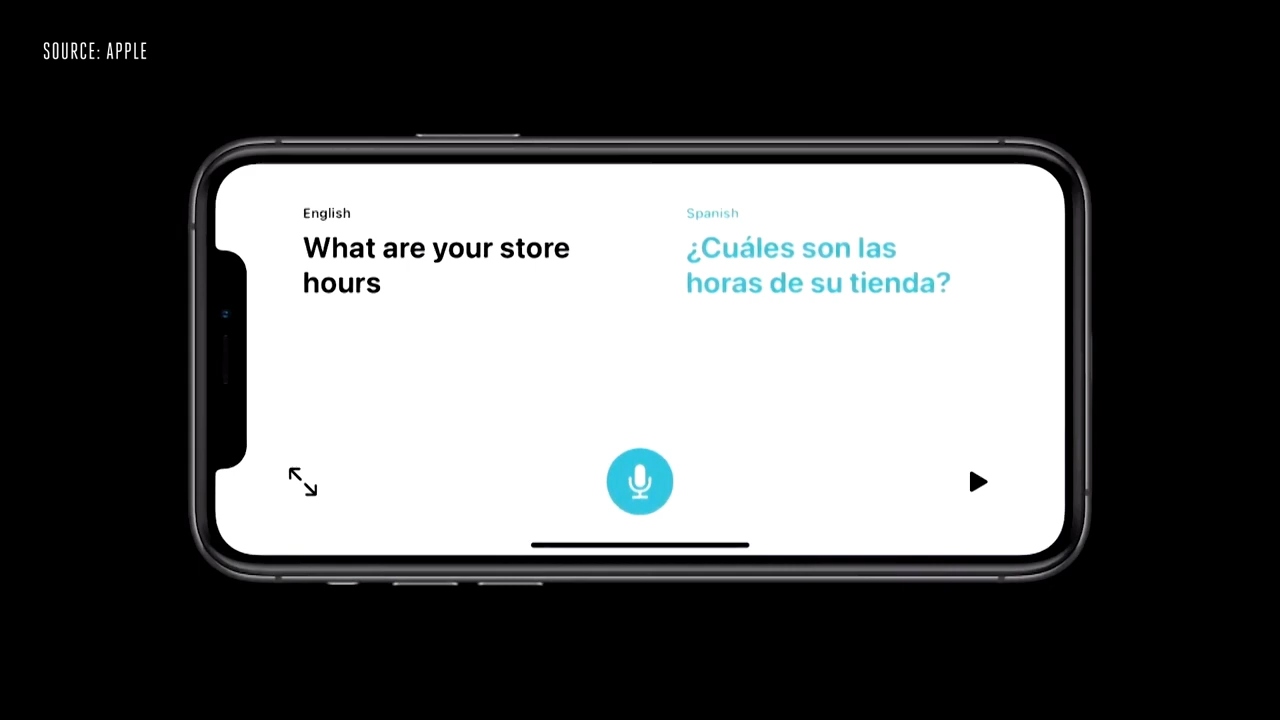 SOURCE: APPLE
English
What are your store
hours
Spanish
¿Cuáles son las
horas de su tienda?